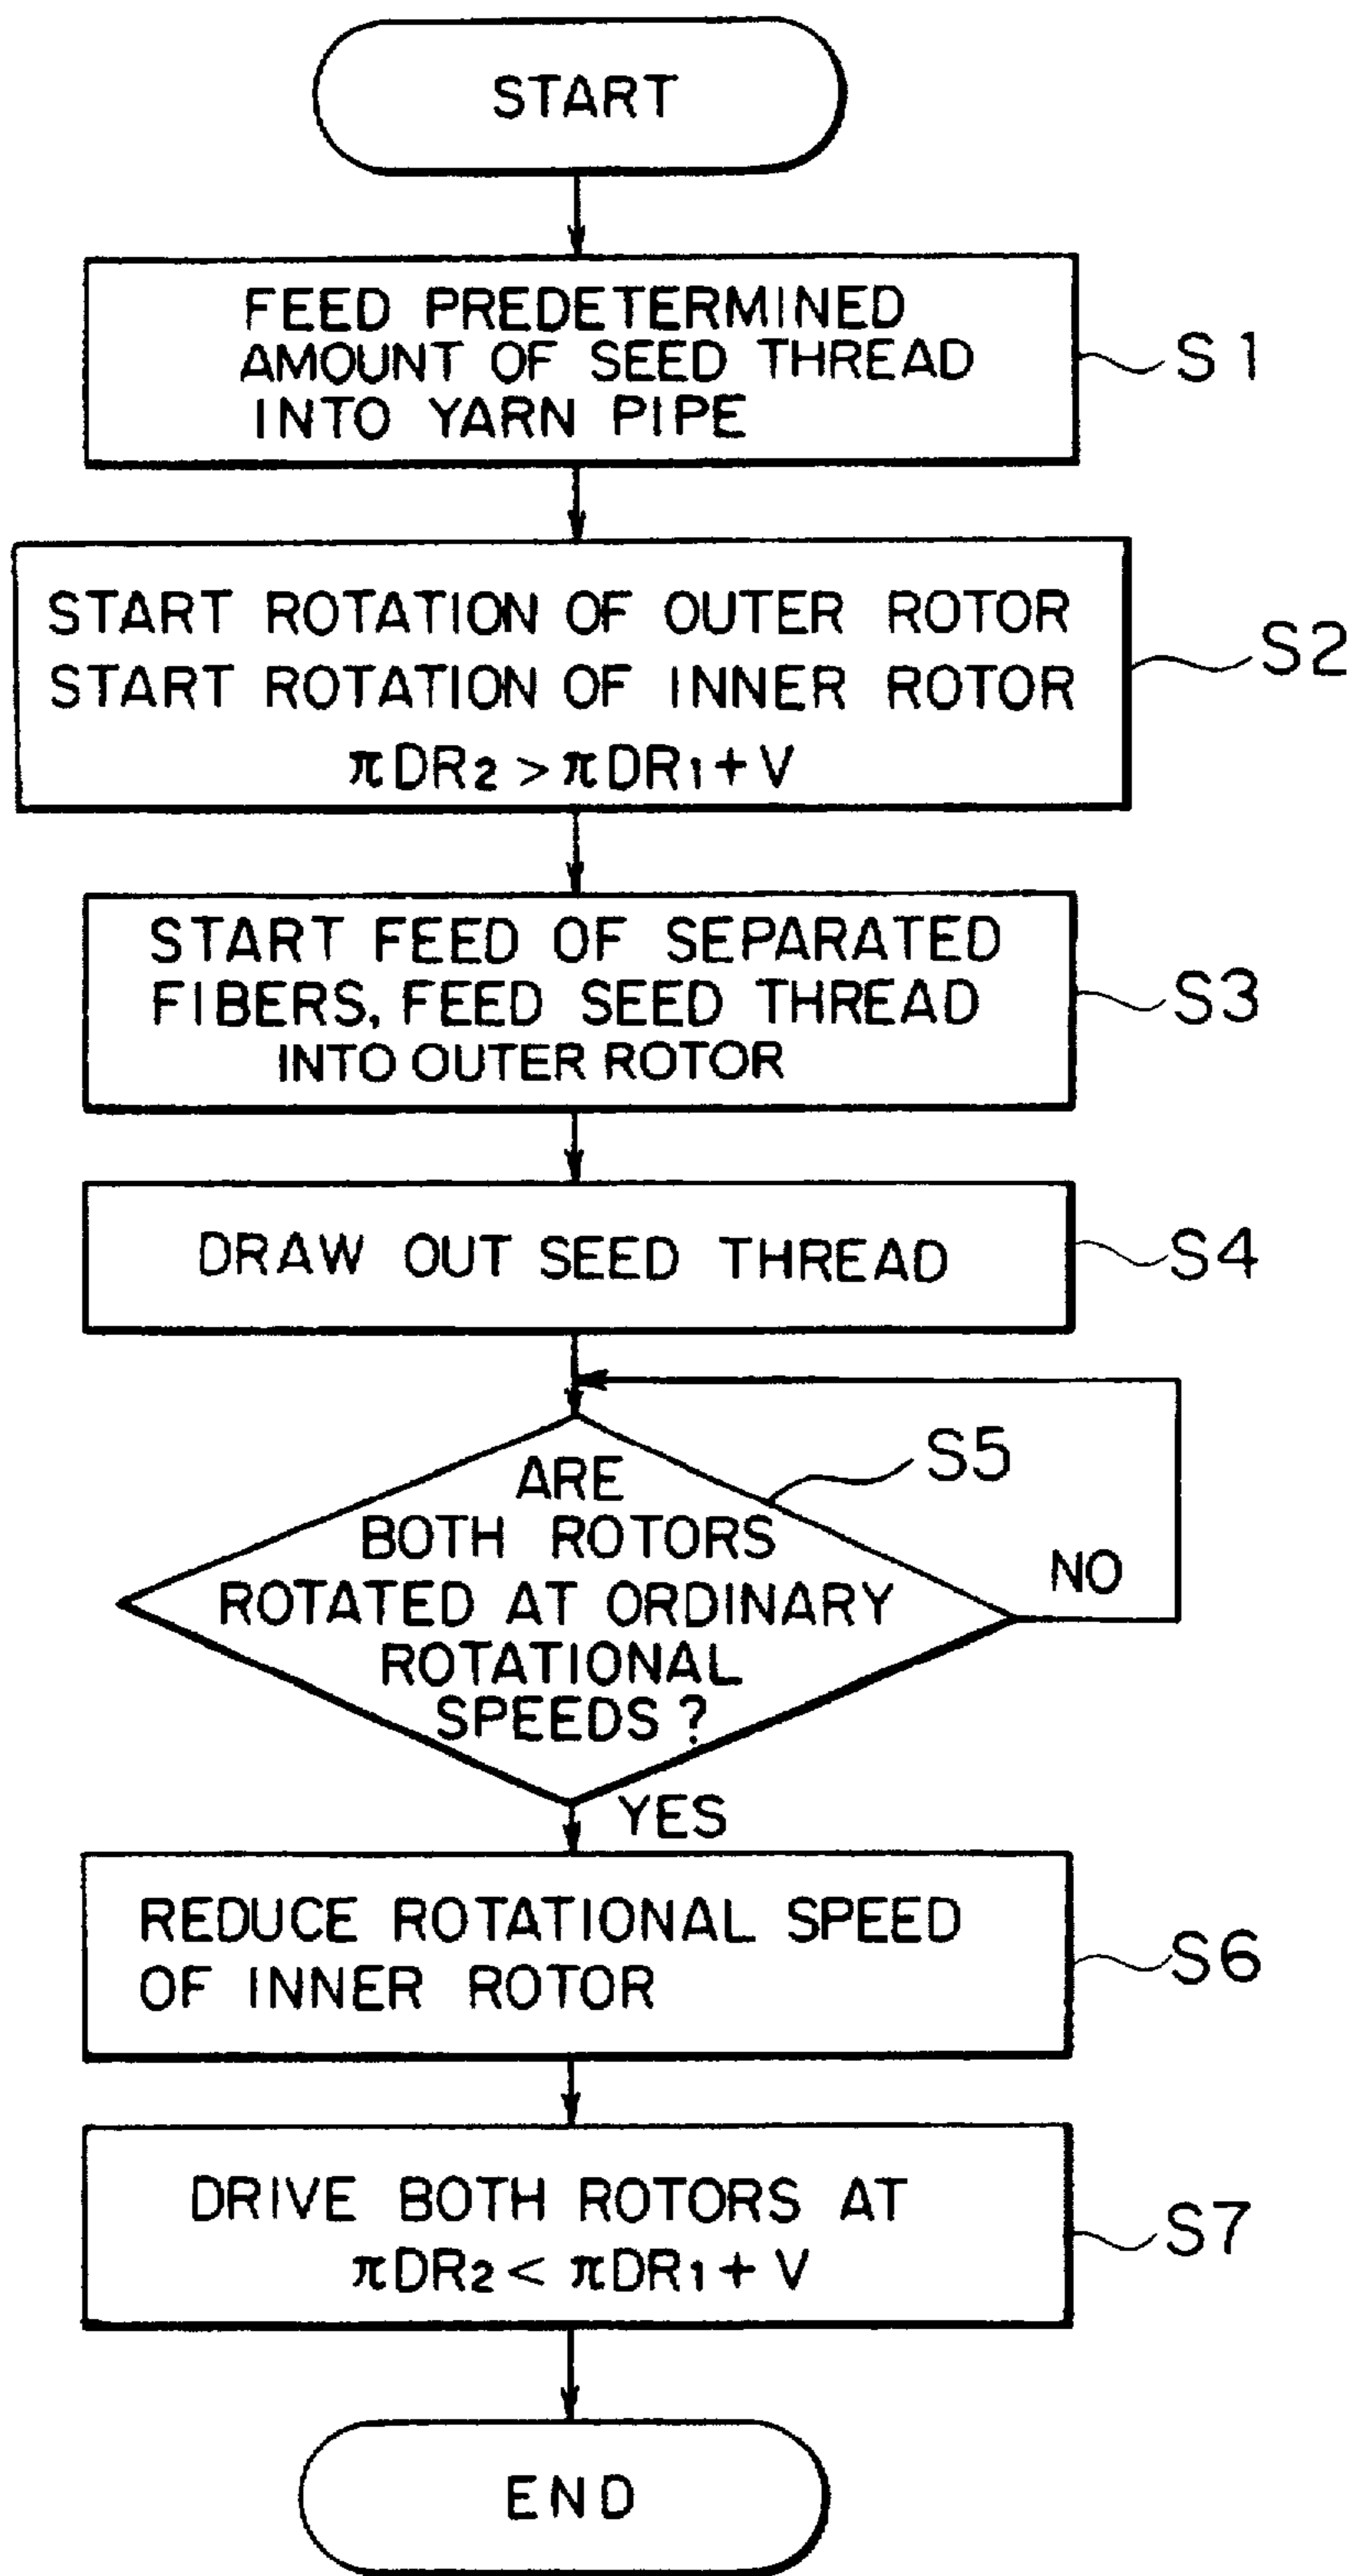 START
FEED PREDETERMINED
AMOUNT OF SEED THREAD
INTO YARN PIPE
S1
START ROTATION OF OUTER ROTOR
START ROTATION OF INNER ROTOR
πDR₂ > πDR₁ + V
S2
START FEED OF SEPARATED
FIBERS, FEED SEED THREAD
INTO OUTER ROTOR
S3
DRAW OUT SEED THREAD
S4
ARE
BOTH ROTORS
ROTATED AT ORDINARY
ROTATIONAL
SPEEDS?
S5
NO
YES
REDUCE ROTATIONAL SPEED
OF INNER ROTOR
S6
DRIVE BOTH ROTORS AT
πDR₂ < πDR₁ + V
S7
END